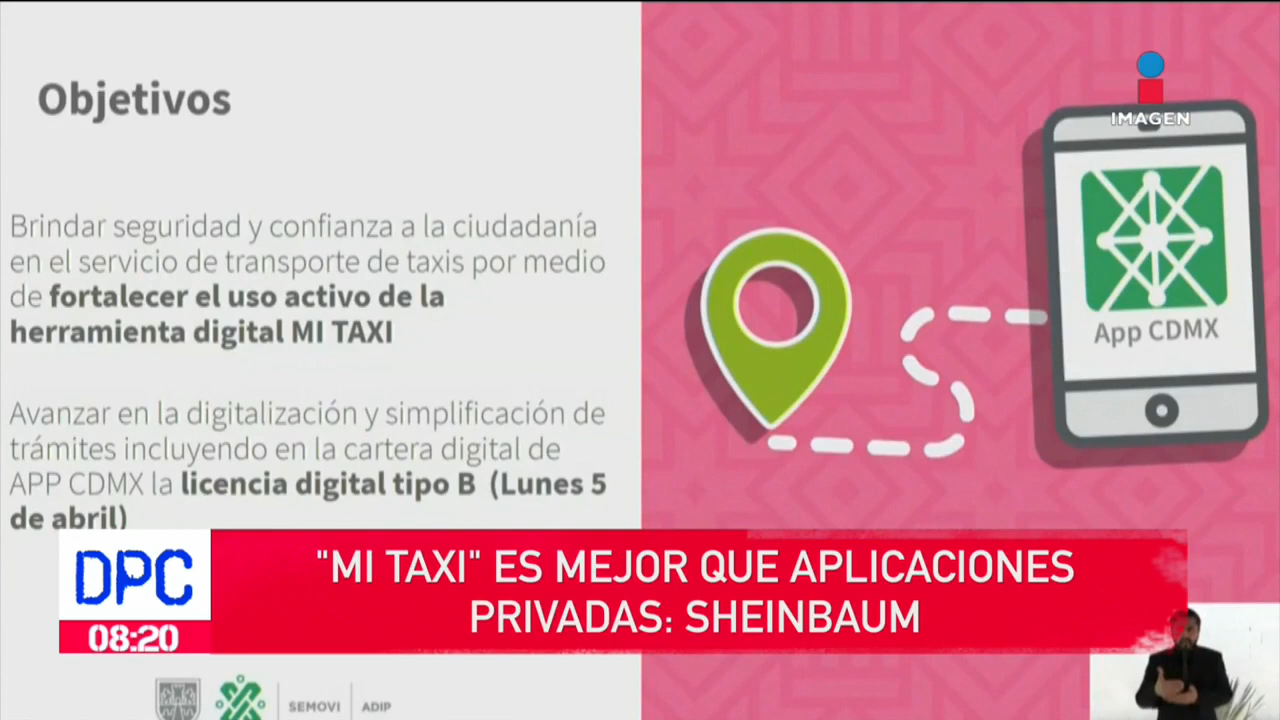 Objetivos
IMAGEN
Brindar seguridad y confianza a la ciudadanía
en el servicio de transporte de taxis por medio
de fortalecer el uso activo de la
herramienta digital MI TAXI
App CDMX
Avanzar en la digitalización y simplificación de
trámites incluyendo en la cartera digital de
APP CDMX la licencia digital tipo B (Lunes 5
de abril)
DPC
08:20
"MI TAXI" ES MEJOR QUE APLICACIONES
PRIVADAS: SHEINBAUM
SEMOVI
ADIP